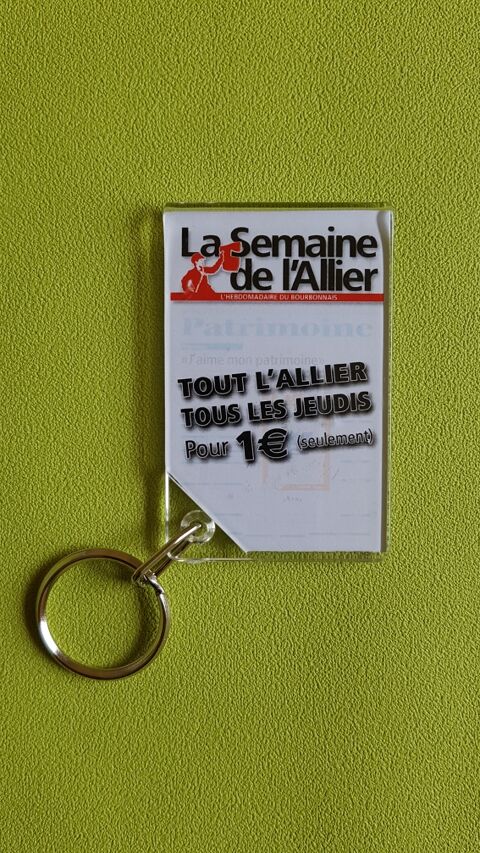 La Semaine
de l'Allier
L'HEBDOMADAIRE DU BOURBONNAIS
Patrimoine
«J'aime mon patrimoine»
TOUT L'ALLIER
TOUS LES JEUDIS
Pour 1€ (seulement)